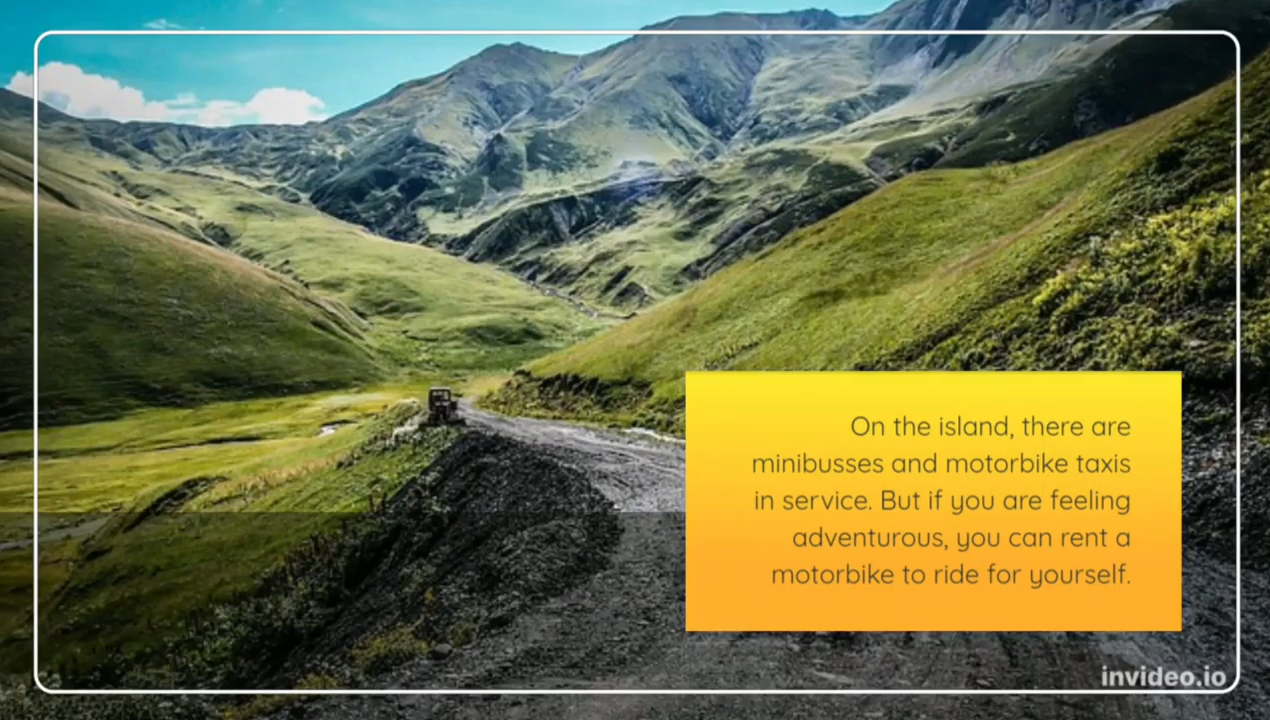 On the island, there are
minibusses and motorbike taxis
in service. But if you are feeling
adventurous, you can rent a
motorbike to ride for yourself.
invideo.io